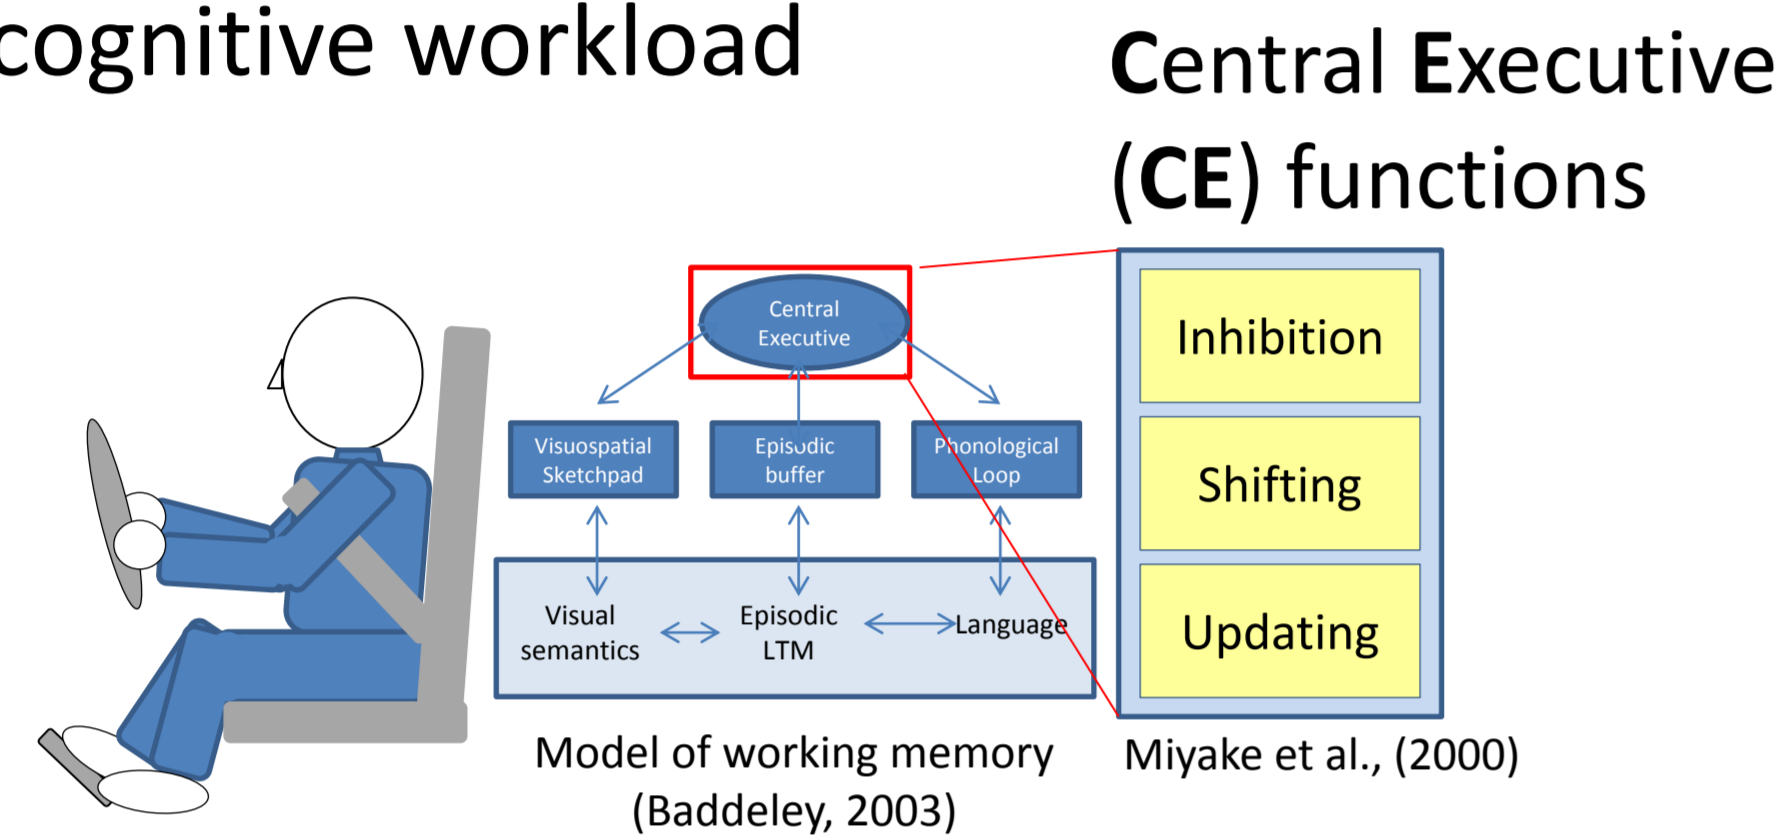 cognitive workload
Central Executive
(CE) functions
Central
Executive
Visuospatial
Sketchpad
Episodic
buffer
Phonological
Loop
Visual
semantics
Episodic
LTM
Language
Model of working memory
(Baddeley, 2003)
Inhibition
Shifting
Updating
Miyake et al., (2000)